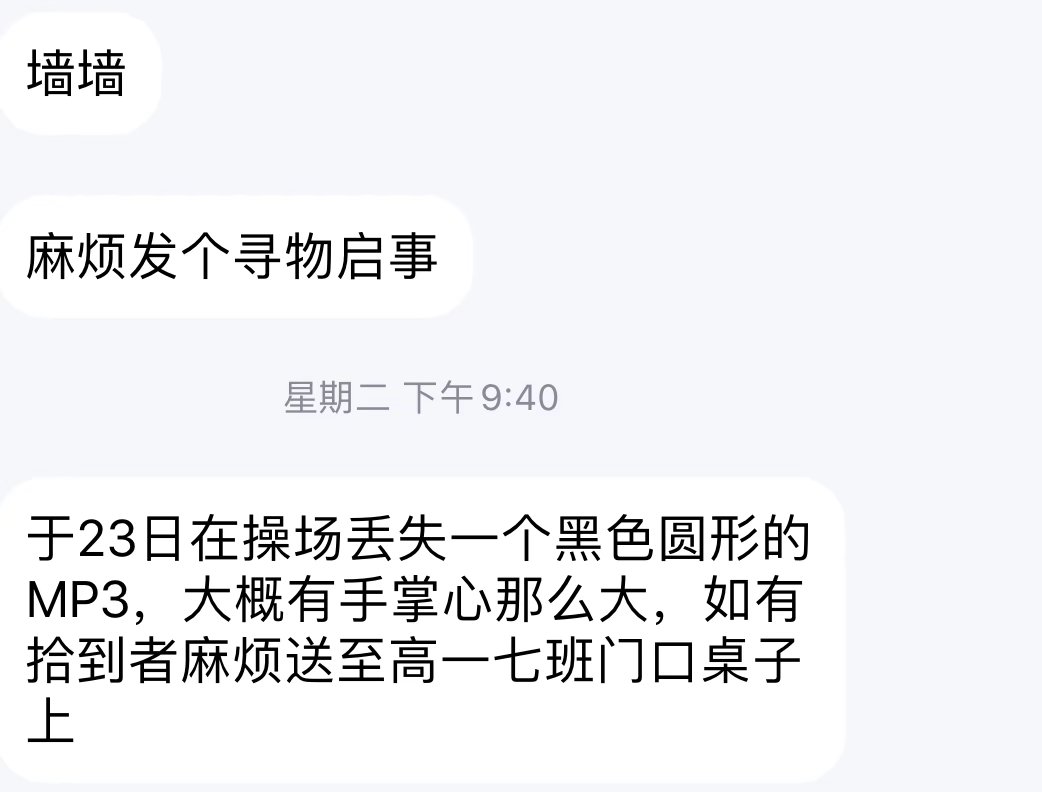 墙墙
麻烦发个寻物启事
星期二 下午9:40
于23日在操场丢失一个黑色圆形的
MP3，大概有手掌心那么大，如有
拾到者麻烦送至高一七班门口桌子
上